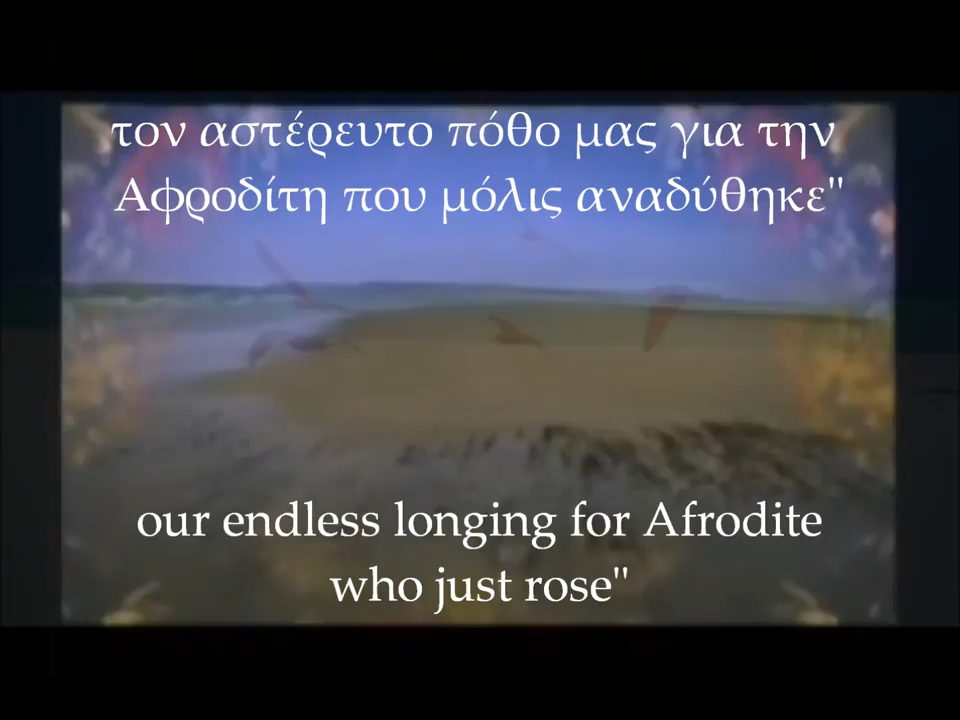 τον αστέρευτο πόθο μας για την
Αφροδίτη που μόλις αναδύθηκε"
our endless longing for Afrodite
who just rose"